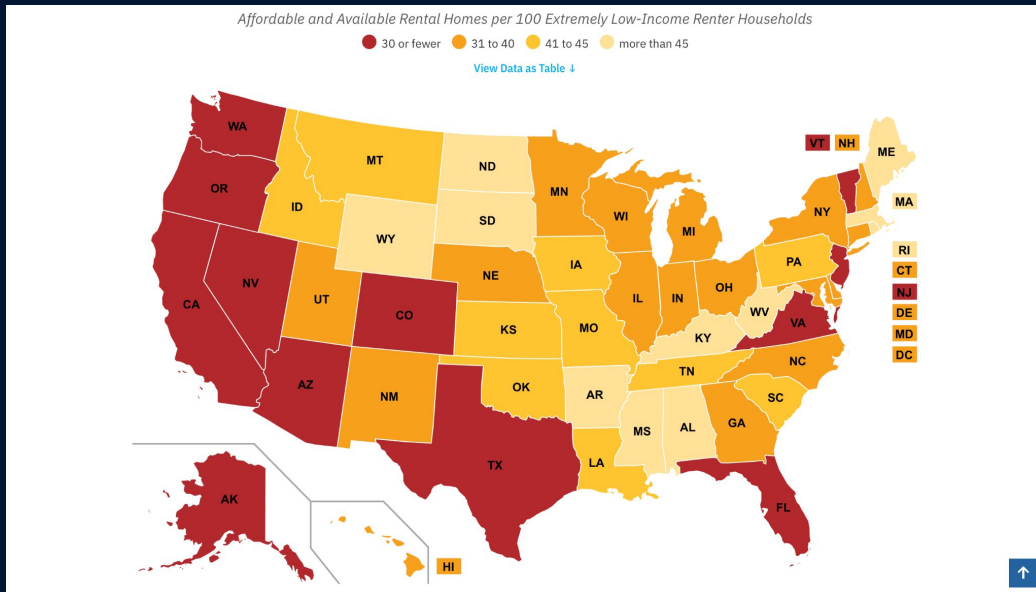 Affordable and Available Rental Homes per 100 Extremely Low-Income Renter Households
30 or fewer 31 to 40 41 to 45 more than 45
View Data as Table ↓
WA
MT
ND
MN
VT NH
ME
OR
ID
SD
WI
MI
NY
MA
WY
IA
PA
RI
NV
NE
OH
CT
CA
UT
CO
IL
IN
WV
NJ
KS
MO
KY
VA
DE
MD
DC
AZ
NM
OK
AR
TN
NC
SC
TX
LA
MS
AL
GA
FL
AK
HI